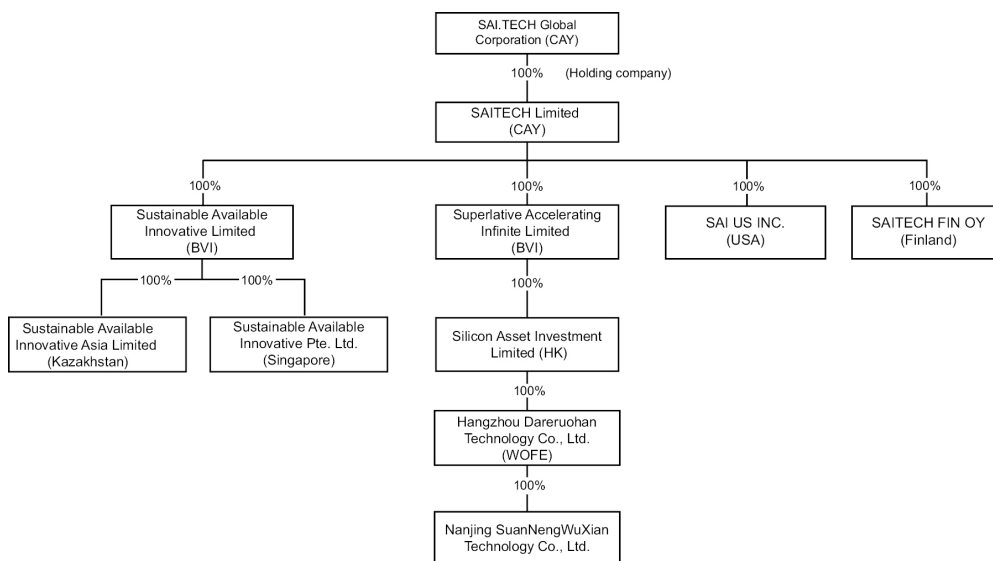 SAI.TECH Global
Corporation (CAY)
100% (Holding company)
SAITECH Limited
(CAY)
100%
100%
100%
100%
Sustainable Available
Innovative Limited
(BVI)
Superlative Accelerating
Infinite Limited
(BVI)
SAI US INC.
(USA)
SAITECH FIN OY
(Finland)
100%
100%
100%
Sustainable Available
Innovative Asia Limited
(Kazakhstan)
Sustainable Available
Innovative Pte. Ltd.
(Singapore)
Silicon Asset Investment
Limited (HK)
100%
Hangzhou Dareruohan
Technology Co., Ltd.
(WOFE)
100%
Nanjing SuanNengWuXian
Technology Co., Ltd.